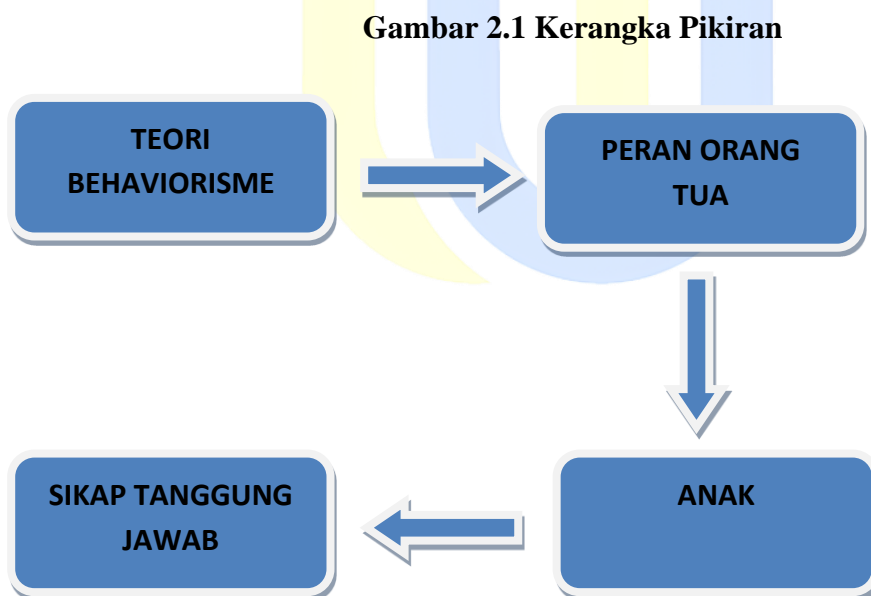 Gambar 2.1 Kerangka Pikiran
TEORI
BEHAVIORISME
PERAN ORANG
TUA
ANAK
SIKAP TANGGUNG
JAWAB